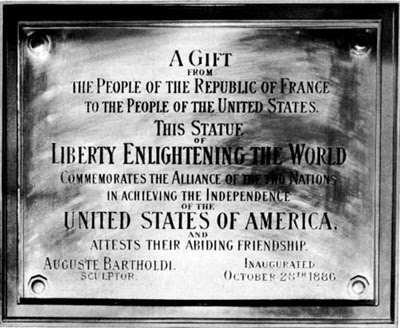 A GIFT
FROM
THE PEOPLE OF THE REPUBLIC OF FRANCE
TO THE PEOPLE OF THE UNITED STATES.
THIS STATUE
OF
LIBERTY ENLIGHTENING THE WORLD
COMMEMORATES THE ALLIANCE OF THE TWO NATIONS
IN ACHIEVING THE INDEPENDENCE
OF THE
UNITED STATES OF AMERICA,
AND
ATTESTS THEIR ABIDING FRIENDSHIP.
AUGUSTE BARTHOLDI. INAUGURATED
SCULPTOR. OCTOBER 28TH 1886